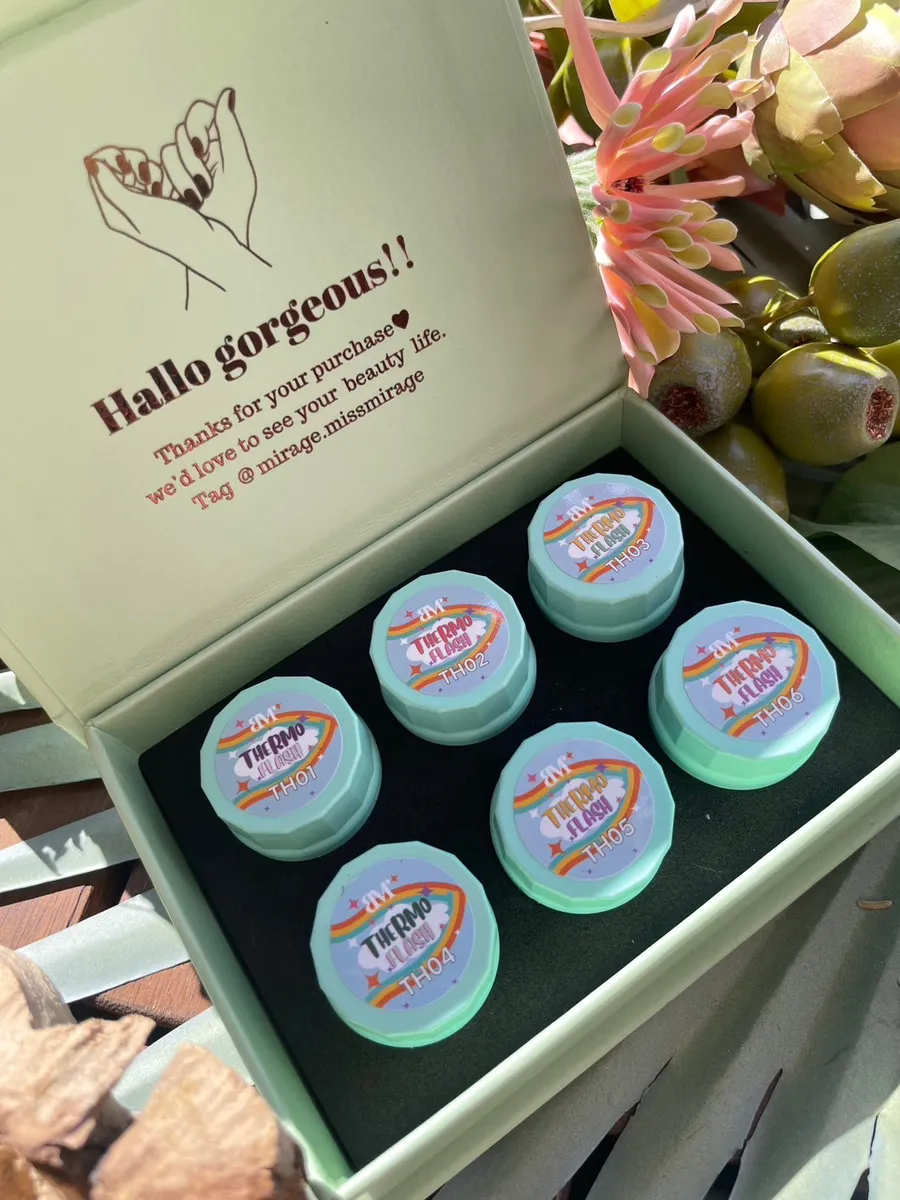 Hallo gorgeous!!
Thanks for your purchase♥
we'd love to see your beauty life.
Tag @mirage.missmirage
THERMO
FLASH
TH03
THERMO
FLASH
TH02
THERMO
FLASH
TH06
THERMO
FLASH
TH01
THERMO
FLASH
TH05
THERMO
FLASH
TH04